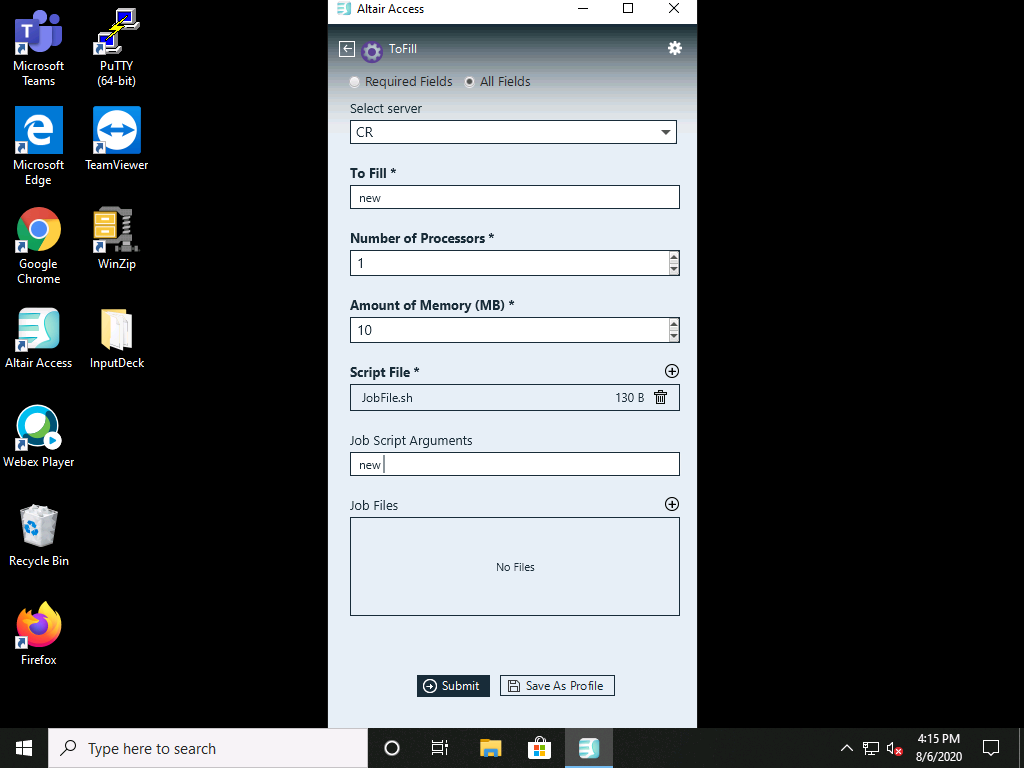 Microsoft
Teams
PuTTY
(64-bit)
Microsoft
Edge
TeamViewer
Google
Chrome
WinZip
Altair Access
InputDeck
Webex Player
Recycle Bin
Firefox
Altair Access
ToFill
Required Fields All Fields
Select server
CR
To Fill *
new
Number of Processors *
1
Amount of Memory (MB) *
10
Script File *
JobFile.sh 130 B
Job Script Arguments
new
Job Files
No Files
Submit Save As Profile
Type here to search
4:15 PM
8/6/2020